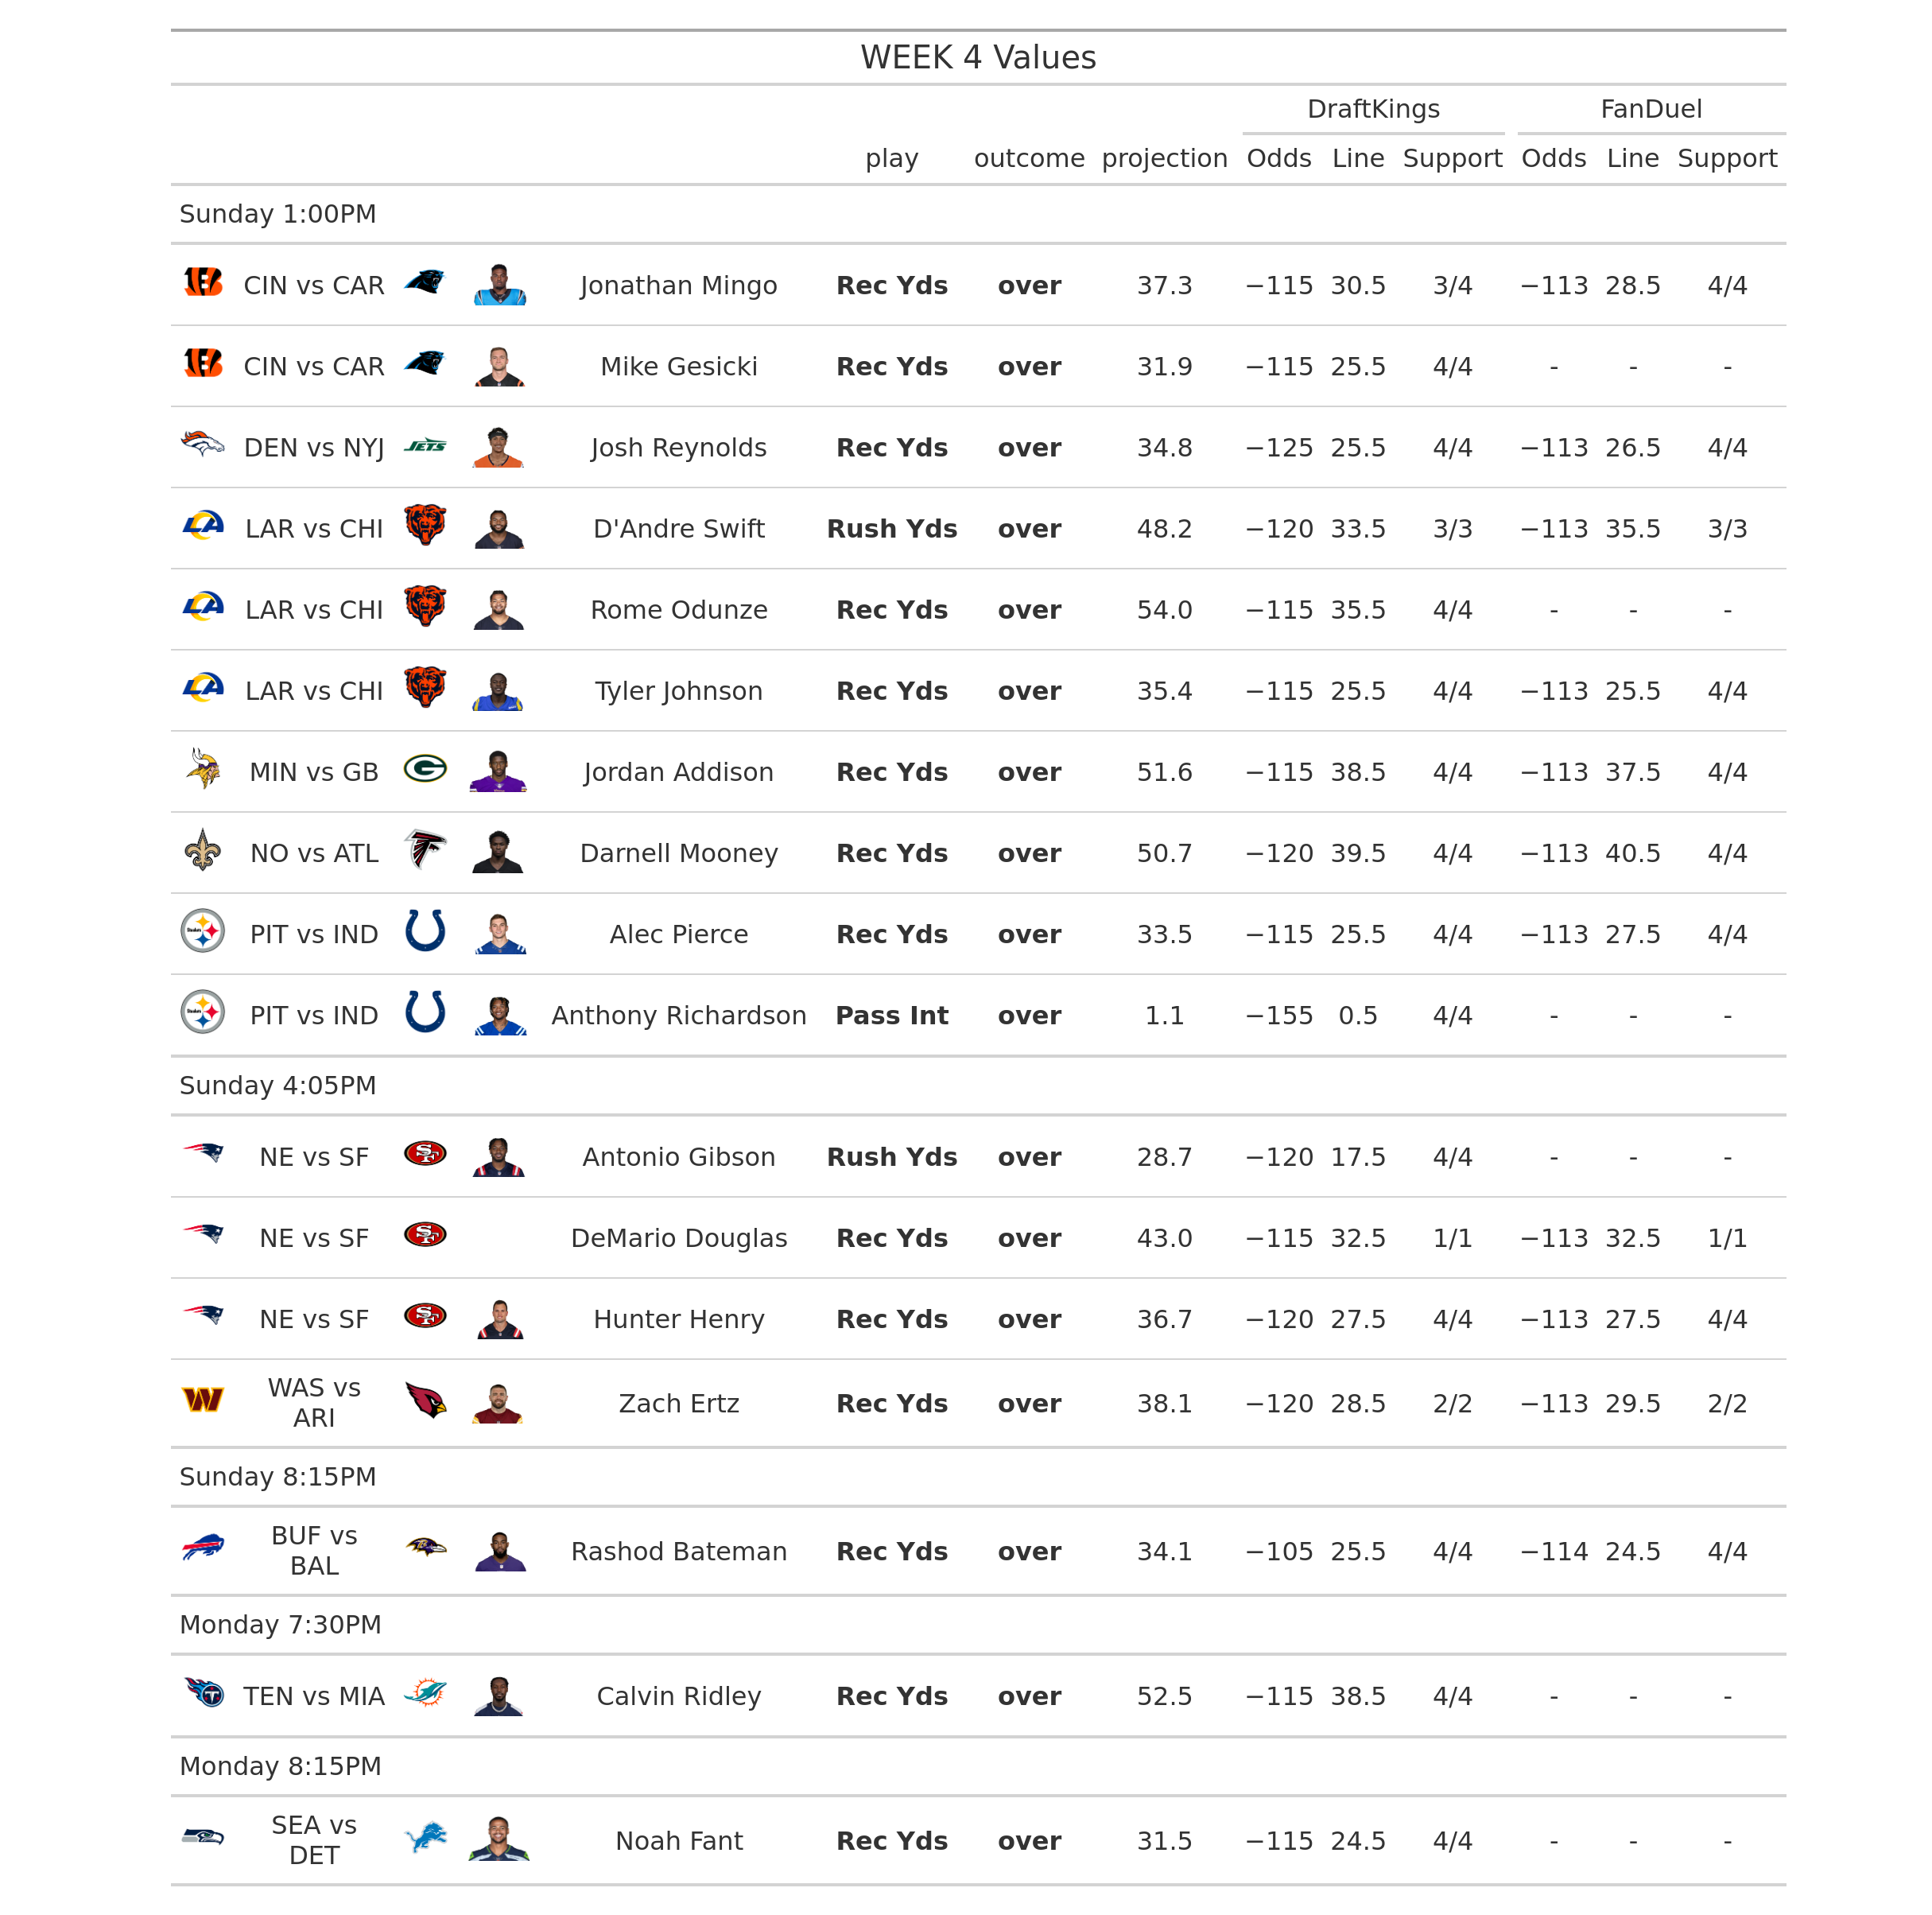 WEEK 4 Values
DraftKings FanDuel
play outcome projection Odds Line Support Odds Line Support
Sunday 1:00PM
CIN vs CAR Jonathan Mingo Rec Yds over 37.3 −115 30.5 3/4 −113 28.5 4/4
CIN vs CAR Mike Gesicki Rec Yds over 31.9 −115 25.5 4/4 - - -
DEN vs NYJ JETS Josh Reynolds Rec Yds over 34.8 −125 25.5 4/4 −113 26.5 4/4
LAR vs CHI D'Andre Swift Rush Yds over 48.2 −120 33.5 3/3 −113 35.5 3/3
LAR vs CHI Rome Odunze Rec Yds over 54.0 −115 35.5 4/4 - - -
LAR vs CHI Tyler Johnson Rec Yds over 35.4 −115 25.5 4/4 −113 25.5 4/4
MIN vs GB Jordan Addison Rec Yds over 51.6 −115 38.5 4/4 −113 37.5 4/4
NO vs ATL Darnell Mooney Rec Yds over 50.7 −120 39.5 4/4 −113 40.5 4/4
PIT vs IND Alec Pierce Rec Yds over 33.5 −115 25.5 4/4 −113 27.5 4/4
PIT vs IND Anthony Richardson Pass Int over 1.1 −155 0.5 4/4 - - -
Sunday 4:05PM
NE vs SF Antonio Gibson Rush Yds over 28.7 −120 17.5 4/4 - - -
NE vs SF DeMario Douglas Rec Yds over 43.0 −115 32.5 1/1 −113 32.5 1/1
NE vs SF Hunter Henry Rec Yds over 36.7 −120 27.5 4/4 −113 27.5 4/4
WAS vs
ARI Zach Ertz Rec Yds over 38.1 −120 28.5 2/2 −113 29.5 2/2
Sunday 8:15PM
BUF vs
BAL Rashod Bateman Rec Yds over 34.1 −105 25.5 4/4 −114 24.5 4/4
Monday 7:30PM
TEN vs MIA Calvin Ridley Rec Yds over 52.5 −115 38.5 4/4 - - -
Monday 8:15PM
SEA vs
DET Noah Fant Rec Yds over 31.5 −115 24.5 4/4 - - -